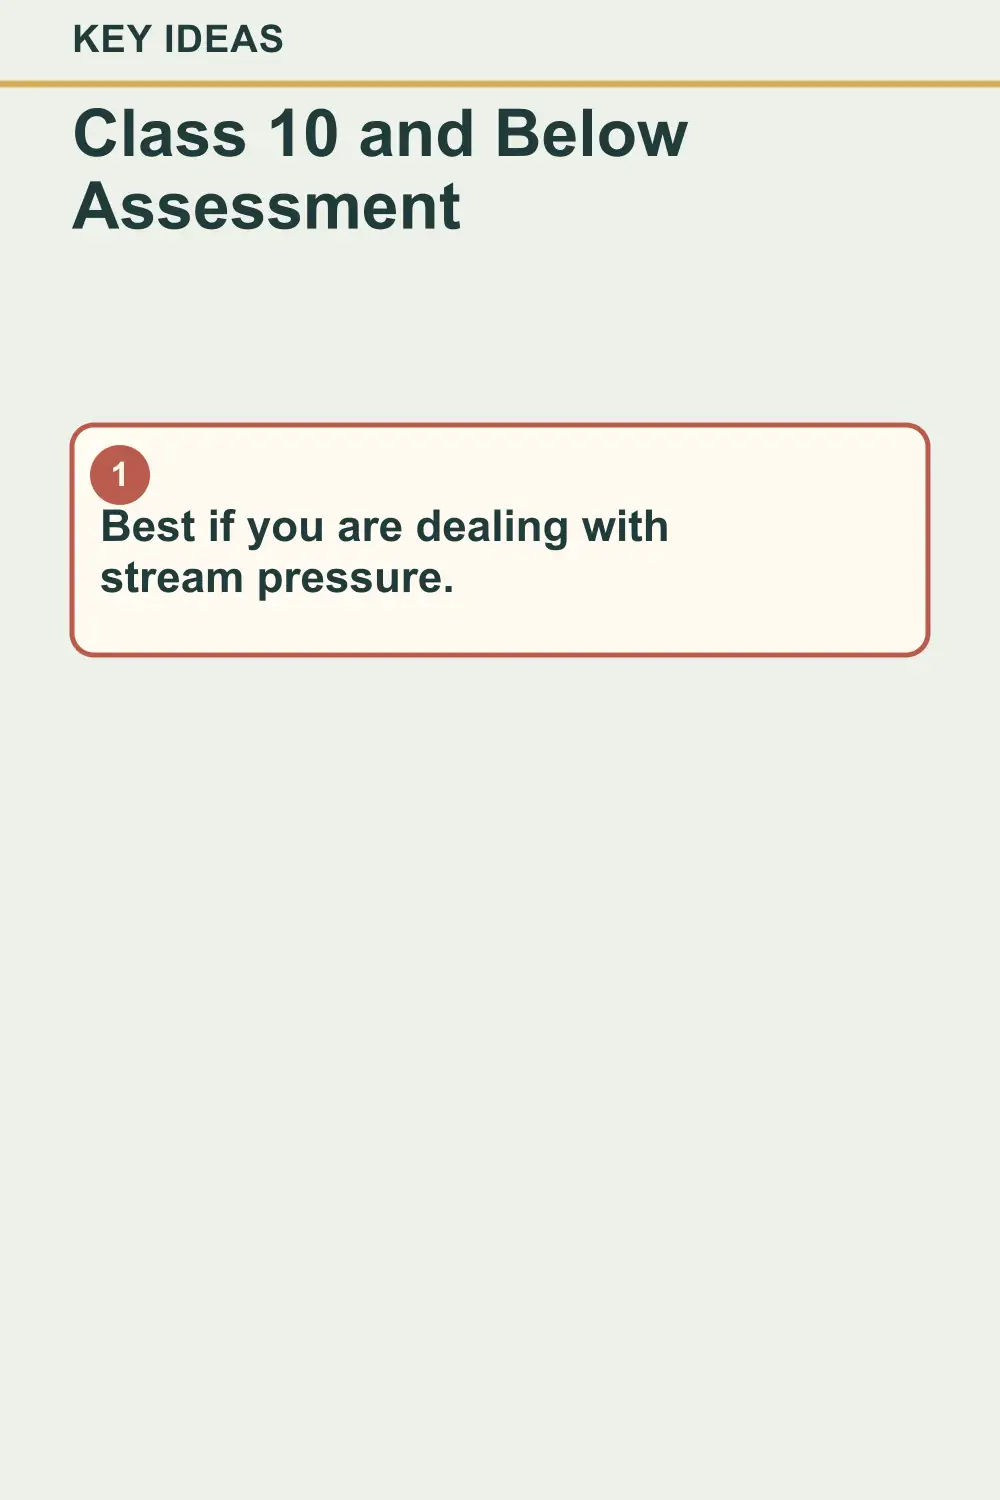 KEY IDEAS
Class 10 and Below
Assessment
1
Best if you are dealing with
stream pressure.